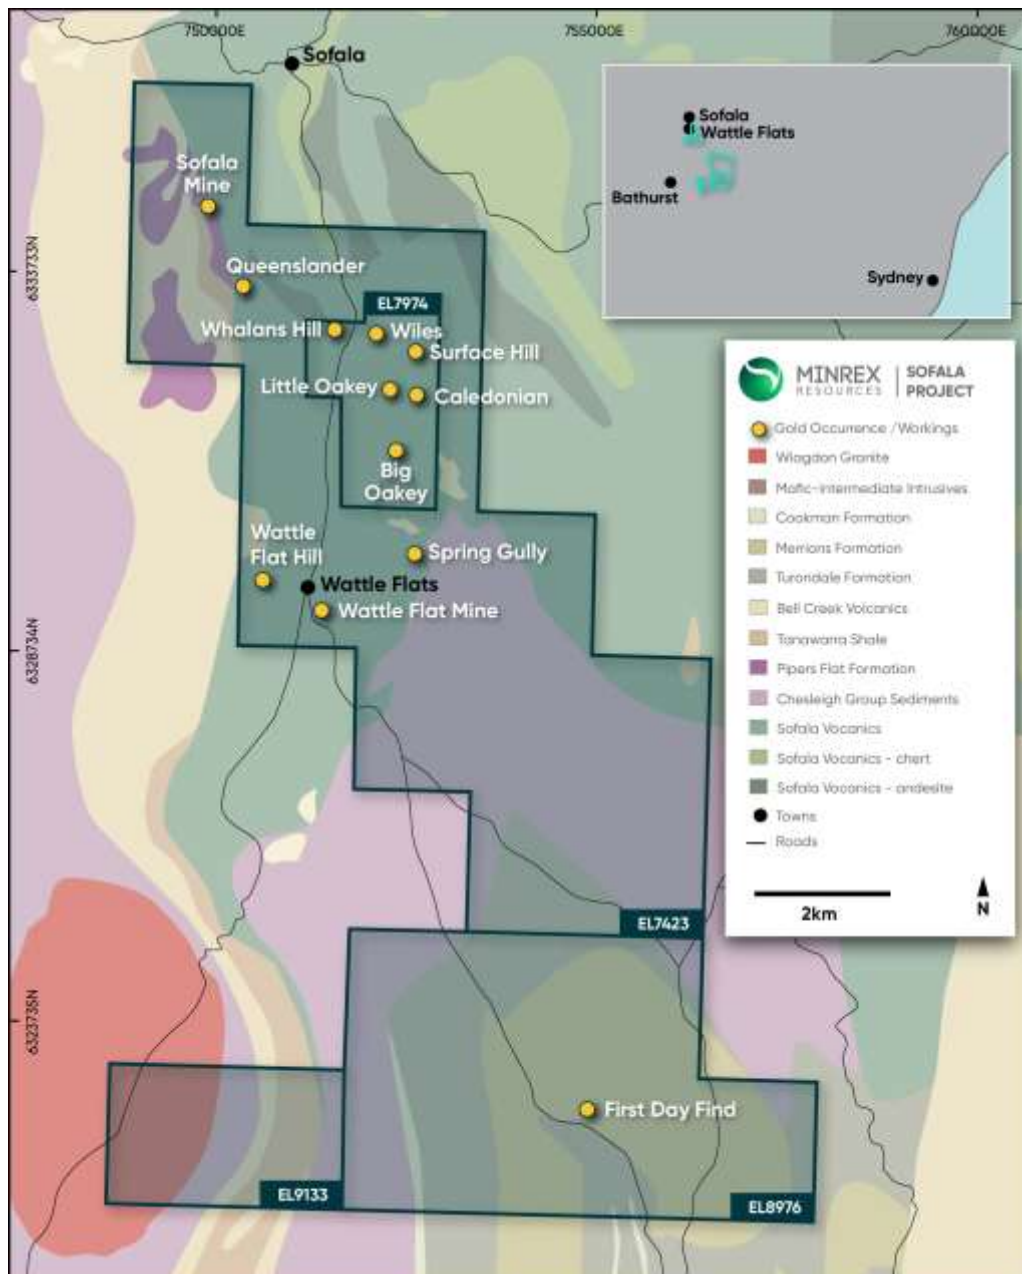 750000E
755000E
760000E
Sofala
Sofala
Wattle Flats
Bathurst
Sydney
Sofala
Mine
6333733N
Queenslander
EL7974
Whalans Hill
Wiles
Surface Hill
Little Oakey
Caledonian
Big
Oakey
Wattle
Flat Hill
Spring Gully
Wattle Flats
Wattle Flat Mine
6328734N
MINREX
RESOURCES
SOFALA
PROJECT
Gold Occurrence / Workings
Wiagdon Granite
Mafic-Intermediate Intrusives
Cookman Formation
Merrions Formation
Turondale Formation
Bell Creek Volcanics
Tanawarra Shale
Pipers Flat Formation
Chesleigh Group Sediments
Sofala Vocanics
Sofala Vocanics - chert
Sofala Vocanics - andesite
Towns
Roads
2km
N
EL7423
6323735N
First Day Find
EL9133
EL8976